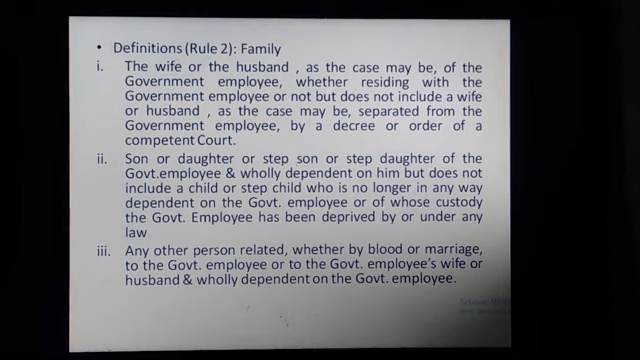 • Definitions (Rule 2): Family
i. The wife or the husband , as the case may be, of the
Government employee, whether residing with the
Government employee or not but does not include a wife
or husband , as the case may be, separated from the
Government employee, by a decree or order of a
competent Court.
ii. Son or daughter or step son or step daughter of the
Govt.employee & wholly dependent on him but does not
include a child or step child who is no longer in any way
dependent on the Govt. employee or of whose custody
the Govt. Employee has been deprived by or under any
law
iii. Any other person related, whether by blood or marriage,
to the Govt. employee or to the Govt. employee's wife or
husband & wholly dependent on the Govt. employee.